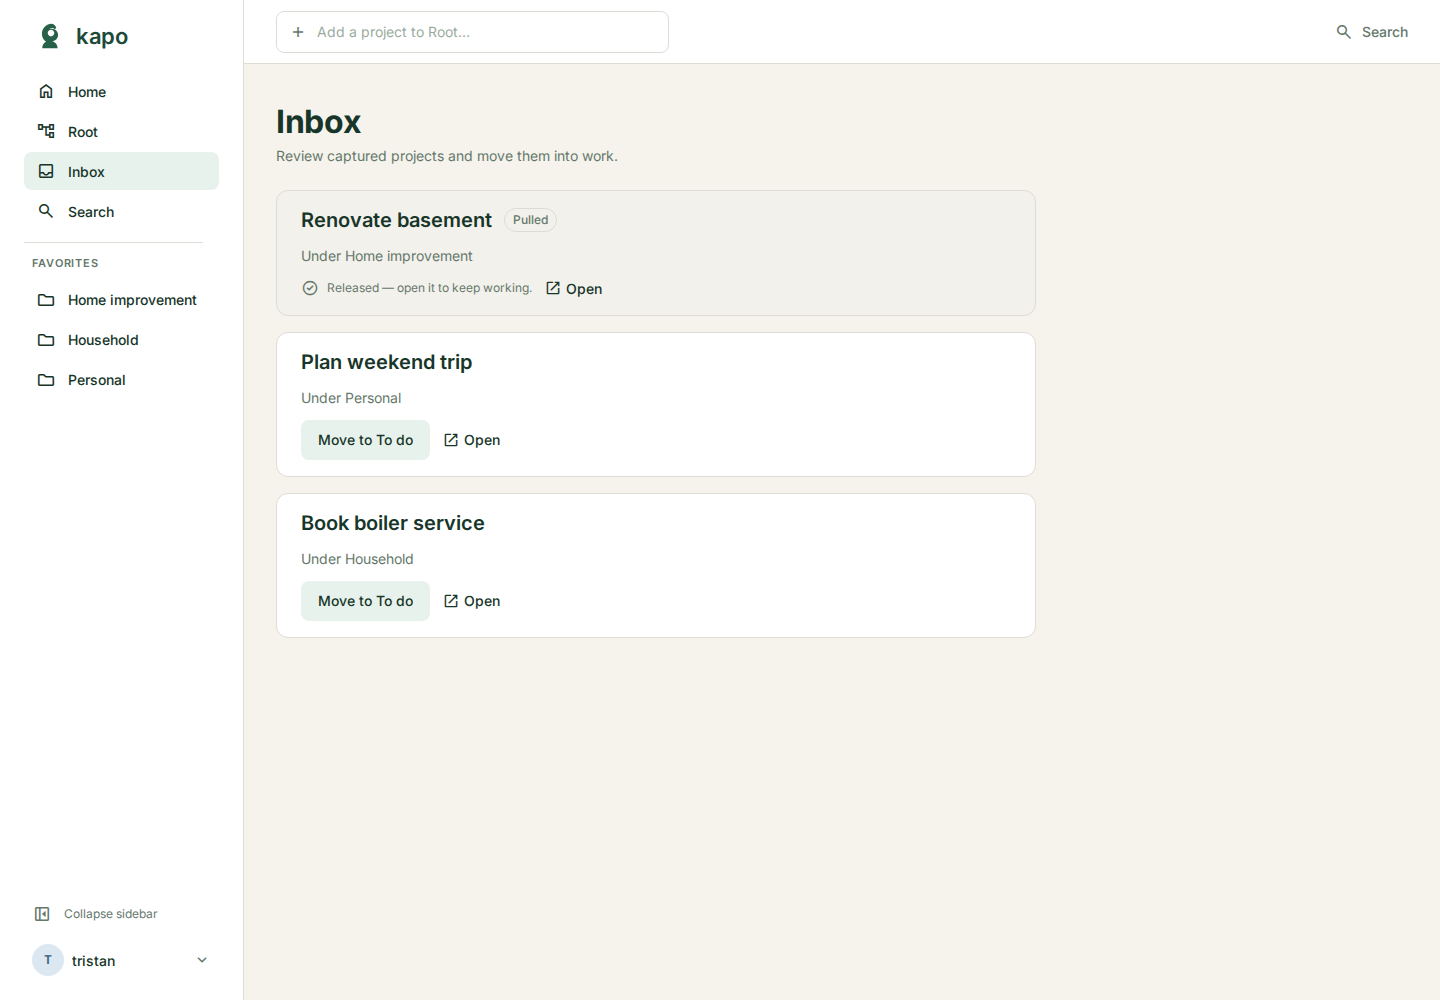 kapo
Add a project to Root...
Search
Home
Root
Inbox
Search
FAVORITES
Home improvement
Household
Personal
Collapse sidebar
T
tristan
Inbox
Review captured projects and move them into work.
Renovate basement Pulled
Under Home improvement
Released — open it to keep working. Open
Plan weekend trip
Under Personal
Move to To do Open
Book boiler service
Under Household
Move to To do Open